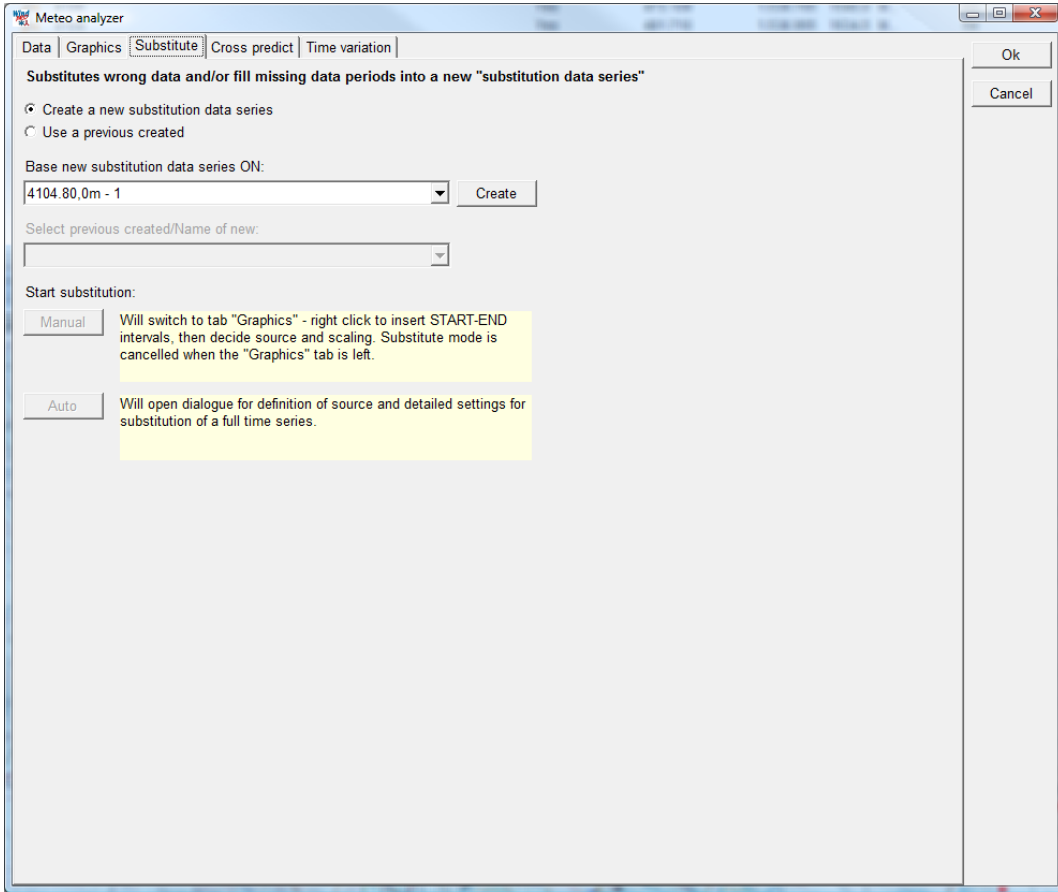 Meteo analyzer
Data Graphics Substitute Cross predict Time variation
Ok
Cancel
Substitutes wrong data and/or fill missing data periods into a new "substitution data series"
Create a new substitution data series
Use a previous created
Base new substitution data series ON:
4104.80,0m - 1
Create
Select previous created/Name of new:
Start substitution:
Manual
Will switch to tab "Graphics" - right click to insert START-END
intervals, then decide source and scaling. Substitute mode is
cancelled when the "Graphics" tab is left.
Auto
Will open dialogue for definition of source and detailed settings for
substitution of a full time series.